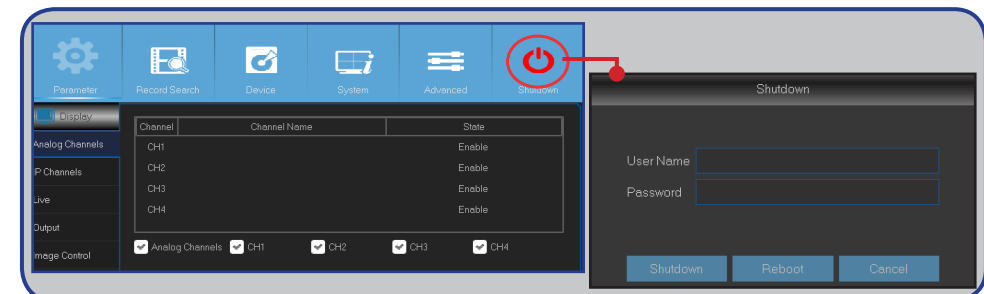 Parameter Record Search Device System Advanced Shutdown
Display
Analog Channels
IP Channels
Live
Output
Image Control
Channel Channel Name State
CH1 Enable
CH2 Enable
CH3 Enable
CH4 Enable
Analog Channels CH1 CH2 CH3 CH4
Shutdown
User Name
Password
Shutdown Reboot Cancel